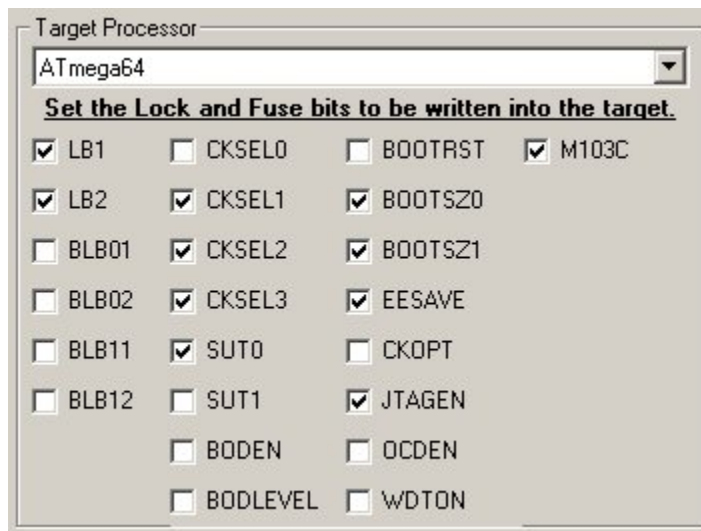 Target Processor
ATmega64
Set the Lock and Fuse bits to be written into the target.
LB1 CKSEL0 BOOTRST M103C
LB2 CKSEL1 BOOTSZ0
BLB01 CKSEL2 BOOTSZ1
BLB02 CKSEL3 EESAVE
BLB11 SUT0 CKOPT
BLB12 SUT1 JTAGEN
BODEN OCDEN
BODLEVEL WDTON